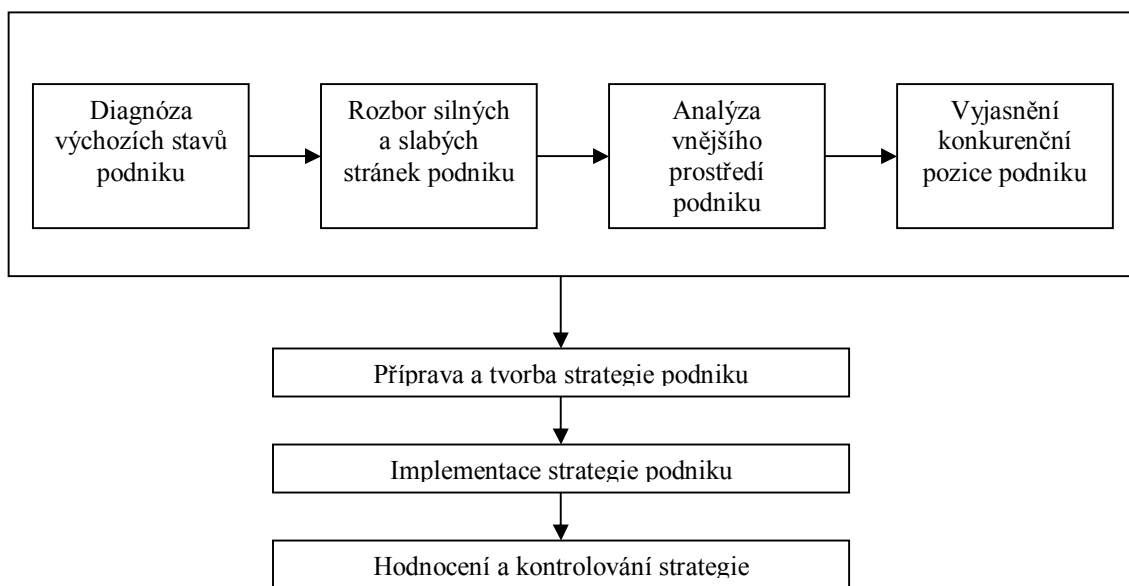 Diagnóza
výchozích stavů
podniku
Rozbor silných
a slabých
stránek podniku
Analýza
vnějšího
prostředí
podniku
Vyjasnění
konkurenční
pozice podniku
Příprava a tvorba strategie podniku
Implementace strategie podniku
Hodnocení a kontrolování strategie